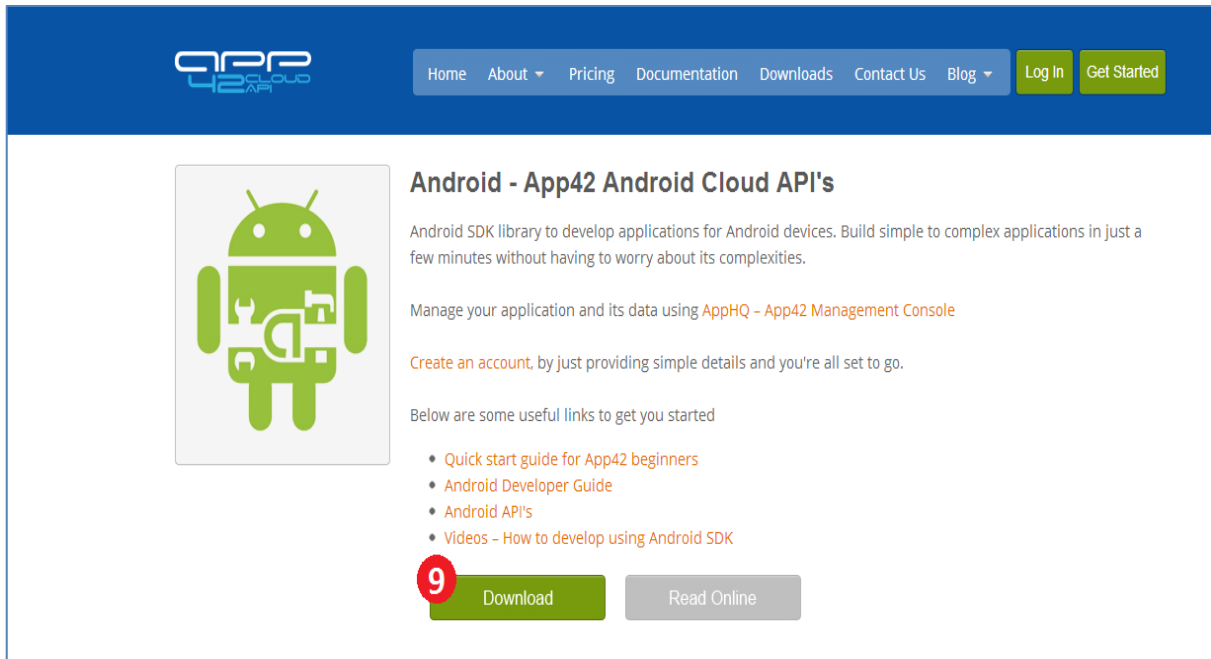 app
42 CLOUD
API
Home About Pricing Documentation Downloads Contact Us Blog Log In Get Started
Android - App42 Android Cloud API's
Android SDK library to develop applications for Android devices. Build simple to complex applications in just a
few minutes without having to worry about its complexities.
Manage your application and its data using AppHQ – App42 Management Console
Create an account, by just providing simple details and you're all set to go.
Below are some useful links to get you started
Quick start guide for App42 beginners
Android Developer Guide
Android API's
Videos – How to develop using Android SDK
9
Download Read Online